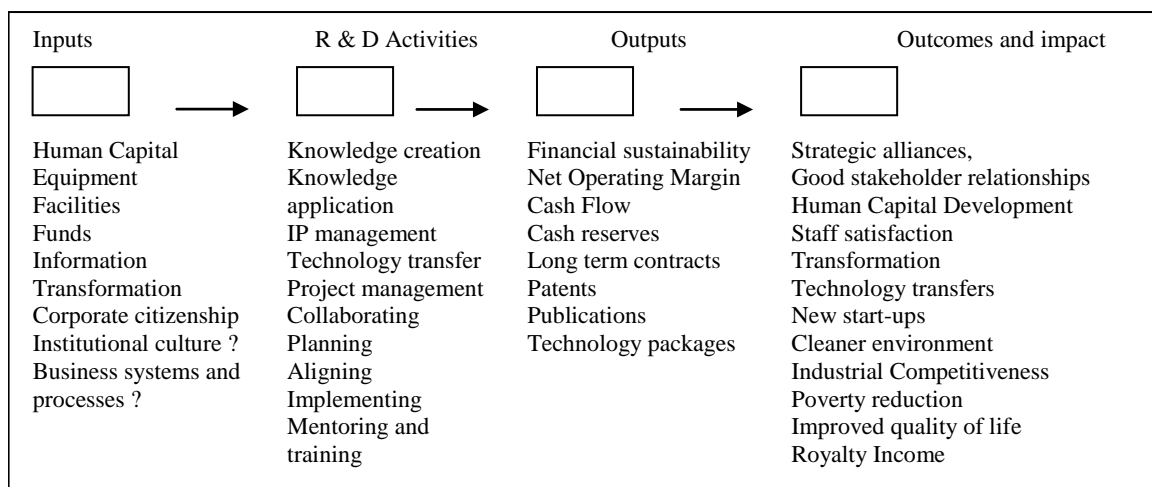 Inputs
R & D Activities
Outputs
Outcomes and impact
Human Capital
Equipment
Facilities
Funds
Information
Transformation
Corporate citizenship
Institutional culture ?
Business systems and
processes ?
Knowledge creation
Knowledge
application
IP management
Technology transfer
Project management
Collaborating
Planning
Aligning
Implementing
Mentoring and
training
Financial sustainability
Net Operating Margin
Cash Flow
Cash reserves
Long term contracts
Patents
Publications
Technology packages
Strategic alliances,
Good stakeholder relationships
Human Capital Development
Staff satisfaction
Transformation
Technology transfers
New start-ups
Cleaner environment
Industrial Competitiveness
Poverty reduction
Improved quality of life
Royalty Income